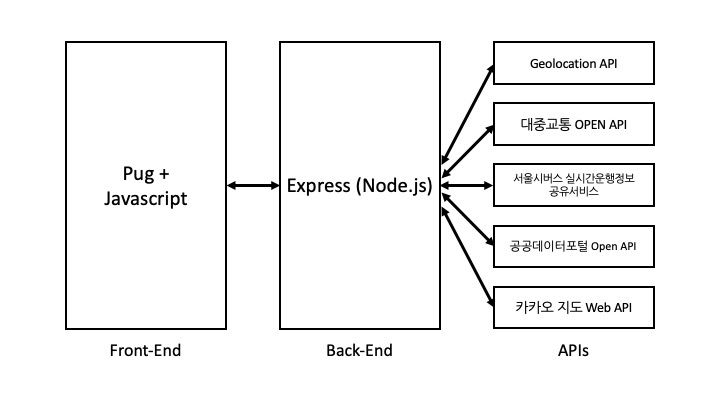 Pug +
Javascript
Express (Node.js)
Geolocation API
대중교통 OPEN API
서울시버스 실시간운행정보
공유서비스
공공데이터포털 Open API
카카오 지도 Web API
Front-End
Back-End
APIs